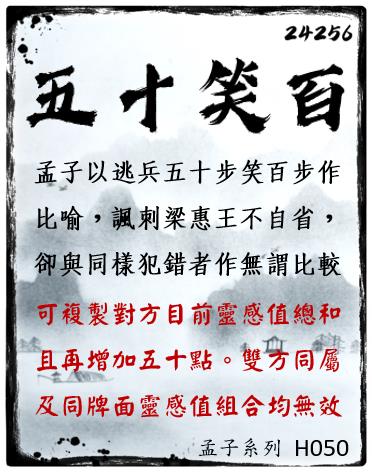 24256
五十笑百
孟子以逃兵五十步笑百步作
比喻，諷刺梁惠王不自省，
卻與同樣犯錯者作無謂比較
可複製對方目前靈感值總和
且再增加五十點。雙方同屬
及同牌面靈感值組合均無效
孟子系列 H050